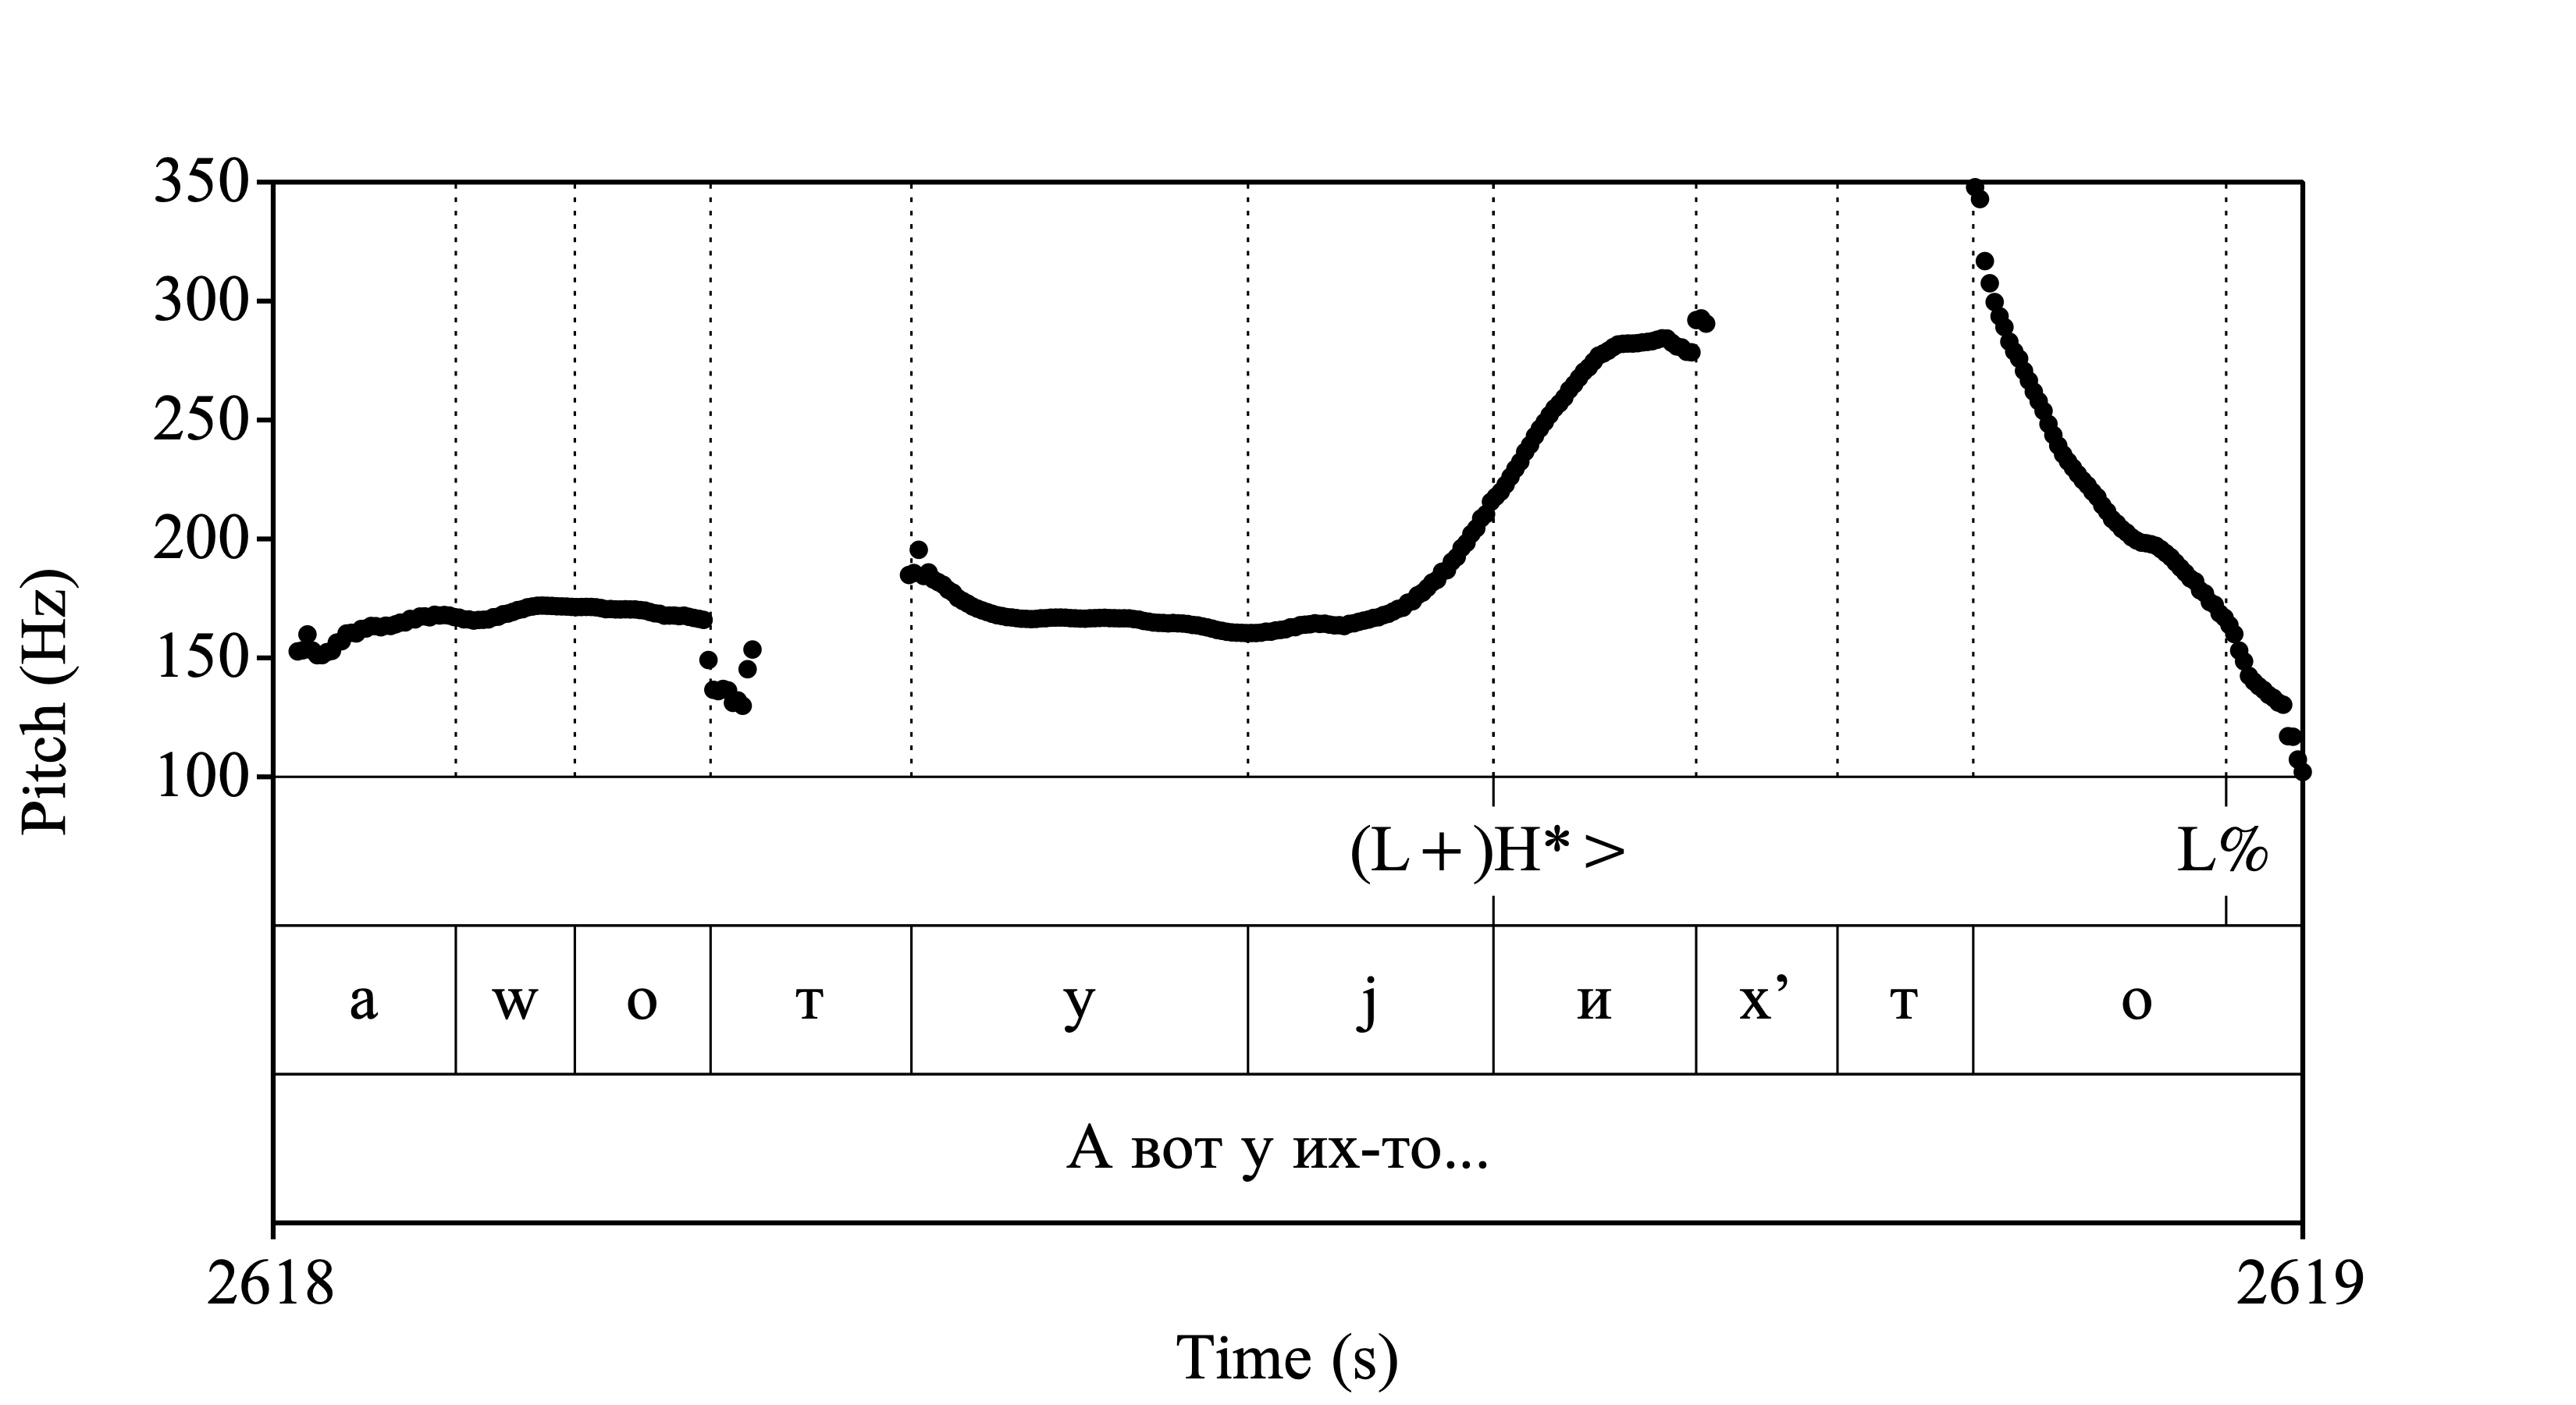 350
300
250
200
150
100
Pitch (Hz)
(L+)H*> L%
а w о т у j и х’ т о
А вот у их-то...
2618 2619
Time (s)